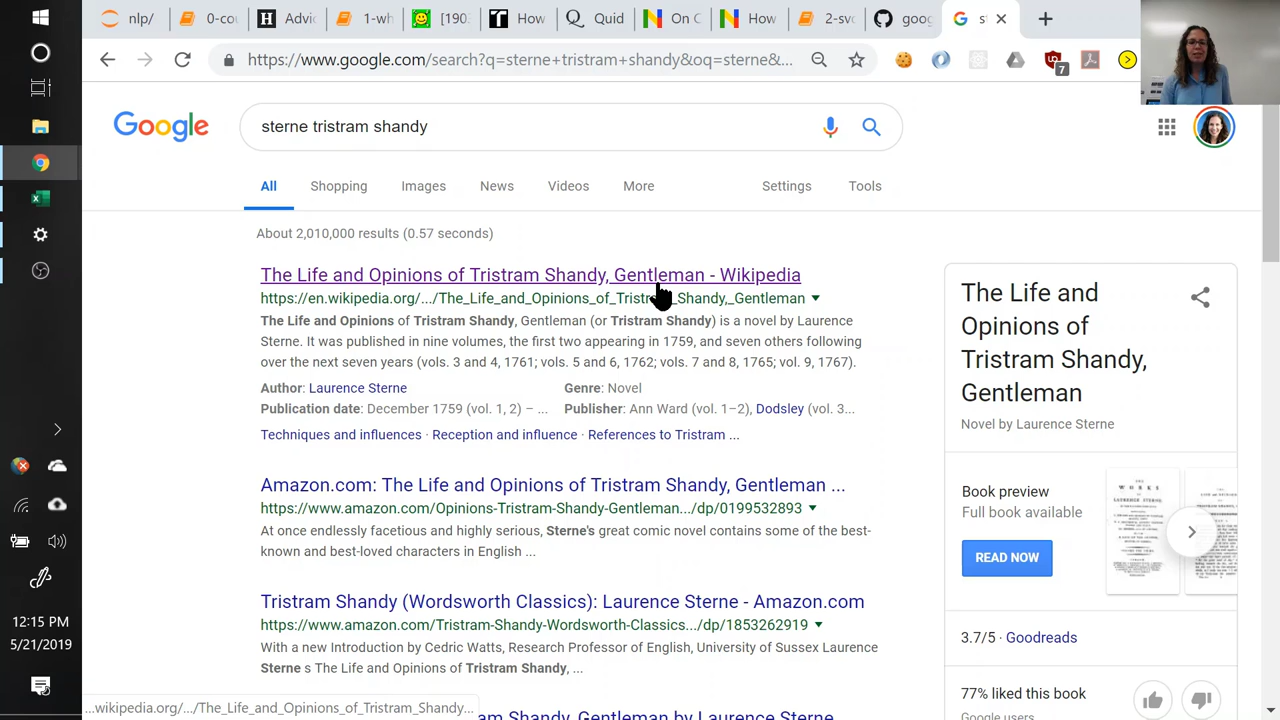 nlp/
0-cou
Advic
1-wh
[190
How
Quid
On C
How
2-svd
goog
st
https://www.google.com/search?q=sterne+tristram+shandy&oq=sterne&...
7
Google
sterne tristram shandy
All
Shopping
Images
News
Videos
More
Settings
Tools
About 2,010,000 results (0.57 seconds)
The Life and Opinions of Tristram Shandy, Gentleman - Wikipedia
https://en.wikipedia.org/.../The_Life_and_Opinions_of_Tristram_Shandy,_Gentleman
The Life and Opinions of Tristram Shandy, Gentleman (or Tristram Shandy) is a novel by Laurence
Sterne. It was published in nine volumes, the first two appearing in 1759, and seven others following
over the next seven years (vols. 3 and 4, 1761; vols. 5 and 6, 1762; vols. 7 and 8, 1765; vol. 9, 1767).
Author: Laurence Sterne
Genre: Novel
Publication date: December 1759 (vol. 1, 2) – ...
Publisher: Ann Ward (vol. 1–2), Dodsley (vol. 3...
Techniques and influences · Reception and influence · References to Tristram ...
Amazon.com: The Life and Opinions of Tristram Shandy, Gentleman ...
https://www.amazon.com/Opinions-Tristram-Shandy-Gentleman.../dp/0199532893
At once endlessly facetious and highly serious, Sterne's great comic novel contains some of the best
known and best-loved characters in English ...
Tristram Shandy (Wordsworth Classics): Laurence Sterne - Amazon.com
https://www.amazon.com/Tristram-Shandy-Wordsworth-Classics.../dp/1853262919
With a new Introduction by Cedric Watts, Research Professor of English, University of Sussex Laurence
Sterne s The Life and Opinions of Tristram Shandy, ...
am Shandy, Gentleman by Laurence Sterne
The Life and
Opinions of
Tristram Shandy,
Gentleman
Novel by Laurence Sterne
Book preview
Full book available
READ NOW
WORKS
3.7/5 · Goodreads
77% liked this book
Google users
12:15 PM
5/21/2019
...wikipedia.org/.../The_Life_and_Opinions_of_Tristram_Shandy...